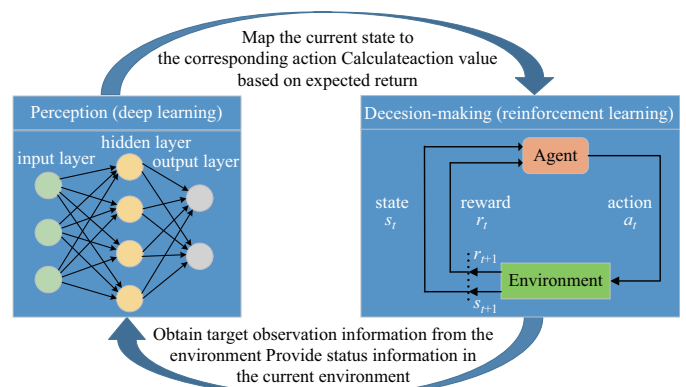 Map the current state to
the corresponding action Calculateaction value
based on expected return
Perception (deep learning)
hidden layer
input layer
output layer
Decesion-making (reinforcement learning)
Agent
state
s_t
reward
r_t
action
a_t
r_{t+1}
Environment
s_{t+1}
Obtain target observation information from the
environment Provide status information in
the current environment